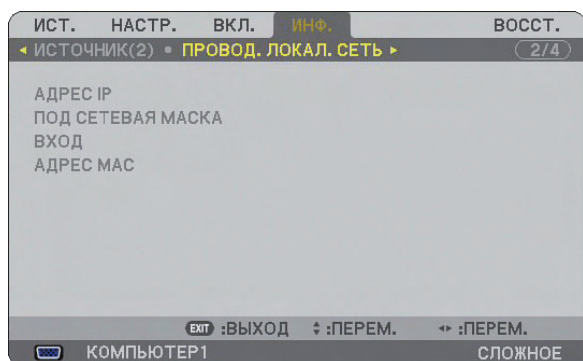 ИСТ. НАСТР. ВКЛ. ИНФ. ВОССТ.
ИСТОЧНИК(2) • ПРОВОД. ЛОКАЛ. СЕТЬ 2/4
АДРЕС IP
ПОД СЕТЕВАЯ МАСКА
ВХОД
АДРЕС MAC
EXIT :ВЫХОД :ПЕРЕМ. :ПЕРЕМ.
КОМПЬЮТЕР1 СЛОЖНОЕ